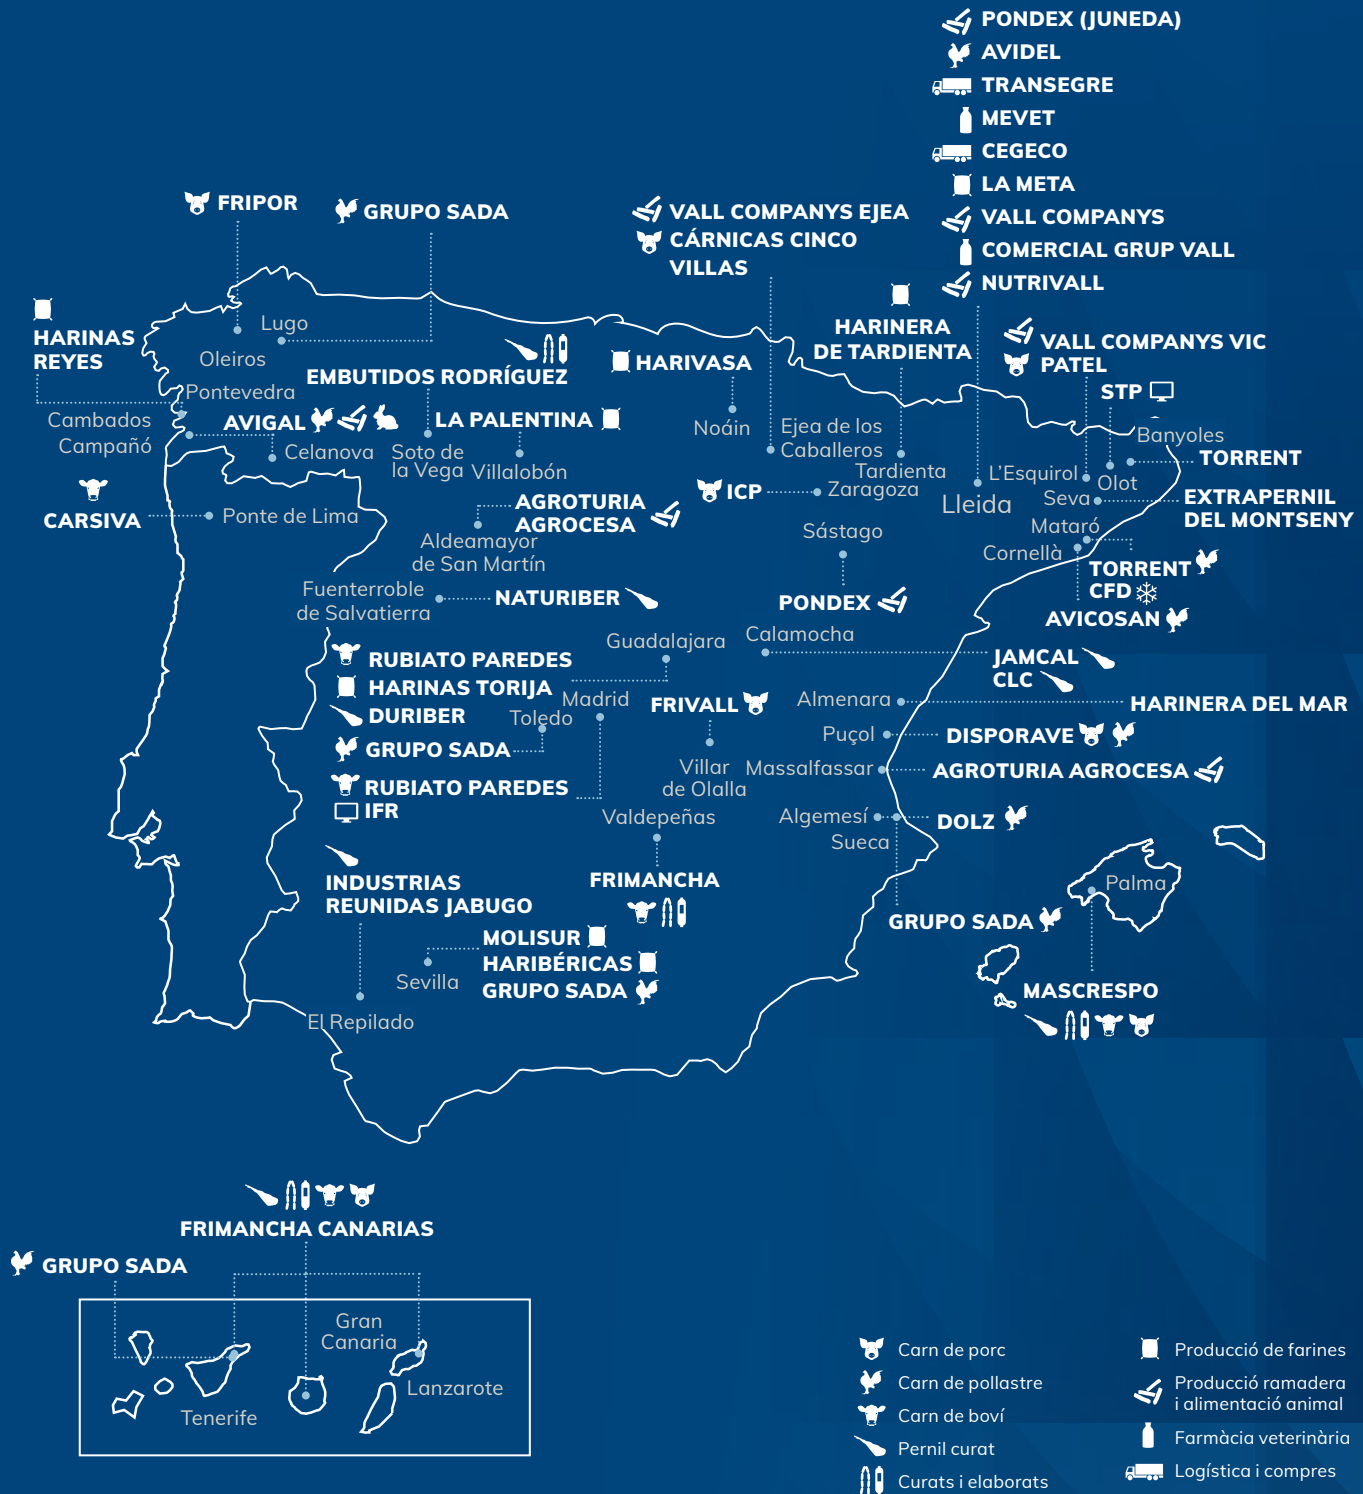 PONDEX (JUNEDA)
AVIDEL
TRANSEGRE
MEVET
CEGECO
LA META
VALL COMPANYS
COMERCIAL GRUP VALL
NUTRIVALL
FRIPOR
GRUPO SADA
VALL COMPANYS EJEA
CÁRNICAS CINCO
VILLAS
HARINERA
DE TARDIENTA
HARINAS
REYES
Lugo
Oleiros
Pontevedra
Cambados
Campañó
EMBUTIDOS RODRÍGUEZ
HARIVASA
VALL COMPANYS VIC
PATEL
STP
AVIGAL
LA PALENTINA
Celanova
Soto de
la Vega
Villalobón
Noáin
Ejea de los
Caballeros
Tardienta
Zaragoza
Lleida
L'Esquirol
Seva
Olot
Banyoles
TORRENT
EXTRAPERNIL
DEL MONTSENY
CARSIVA
Ponte de Lima
AGROTURIA
AGROCESA
Aldeamayor
de San Martín
ICP
Sástago
Mataró
Cornellà
TORRENT
CFD
AVICOSAN
Fuenterroble
de Salvatierra
NATURIBER
PONDEX
Guadalajara
Calamocha
JAMCAL
CLC
RUBIATO PAREDES
HARINAS TORIJA
DURIBER
GRUPO SADA
Toledo
Madrid
FRIVALL
Villar
de Olalla
Almenara
HARINERA DEL MAR
Puçol
DISPORAVE
Massalfassar
AGROTURIA AGROCESA
RUBIATO PAREDES
IFR
Valdepeñas
Algemesí
Sueca
DOLZ
INDUSTRIAS
REUNIDAS JABUGO
FRIMANCHA
GRUPO SADA
Palma
MOLISUR
HARIBÉRICAS
GRUPO SADA
Sevilla
El Repilado
MASCRESPO
FRIMANCHA CANARIAS
GRUPO SADA
Gran
Canaria
Lanzarote
Tenerife
Carn de porc
Carn de pollastre
Carn de boví
Pernil curat
Curats i elaborats
Producció de farines
Producció ramadera
i alimentació animal
Farmàcia veterinària
Logística i compres